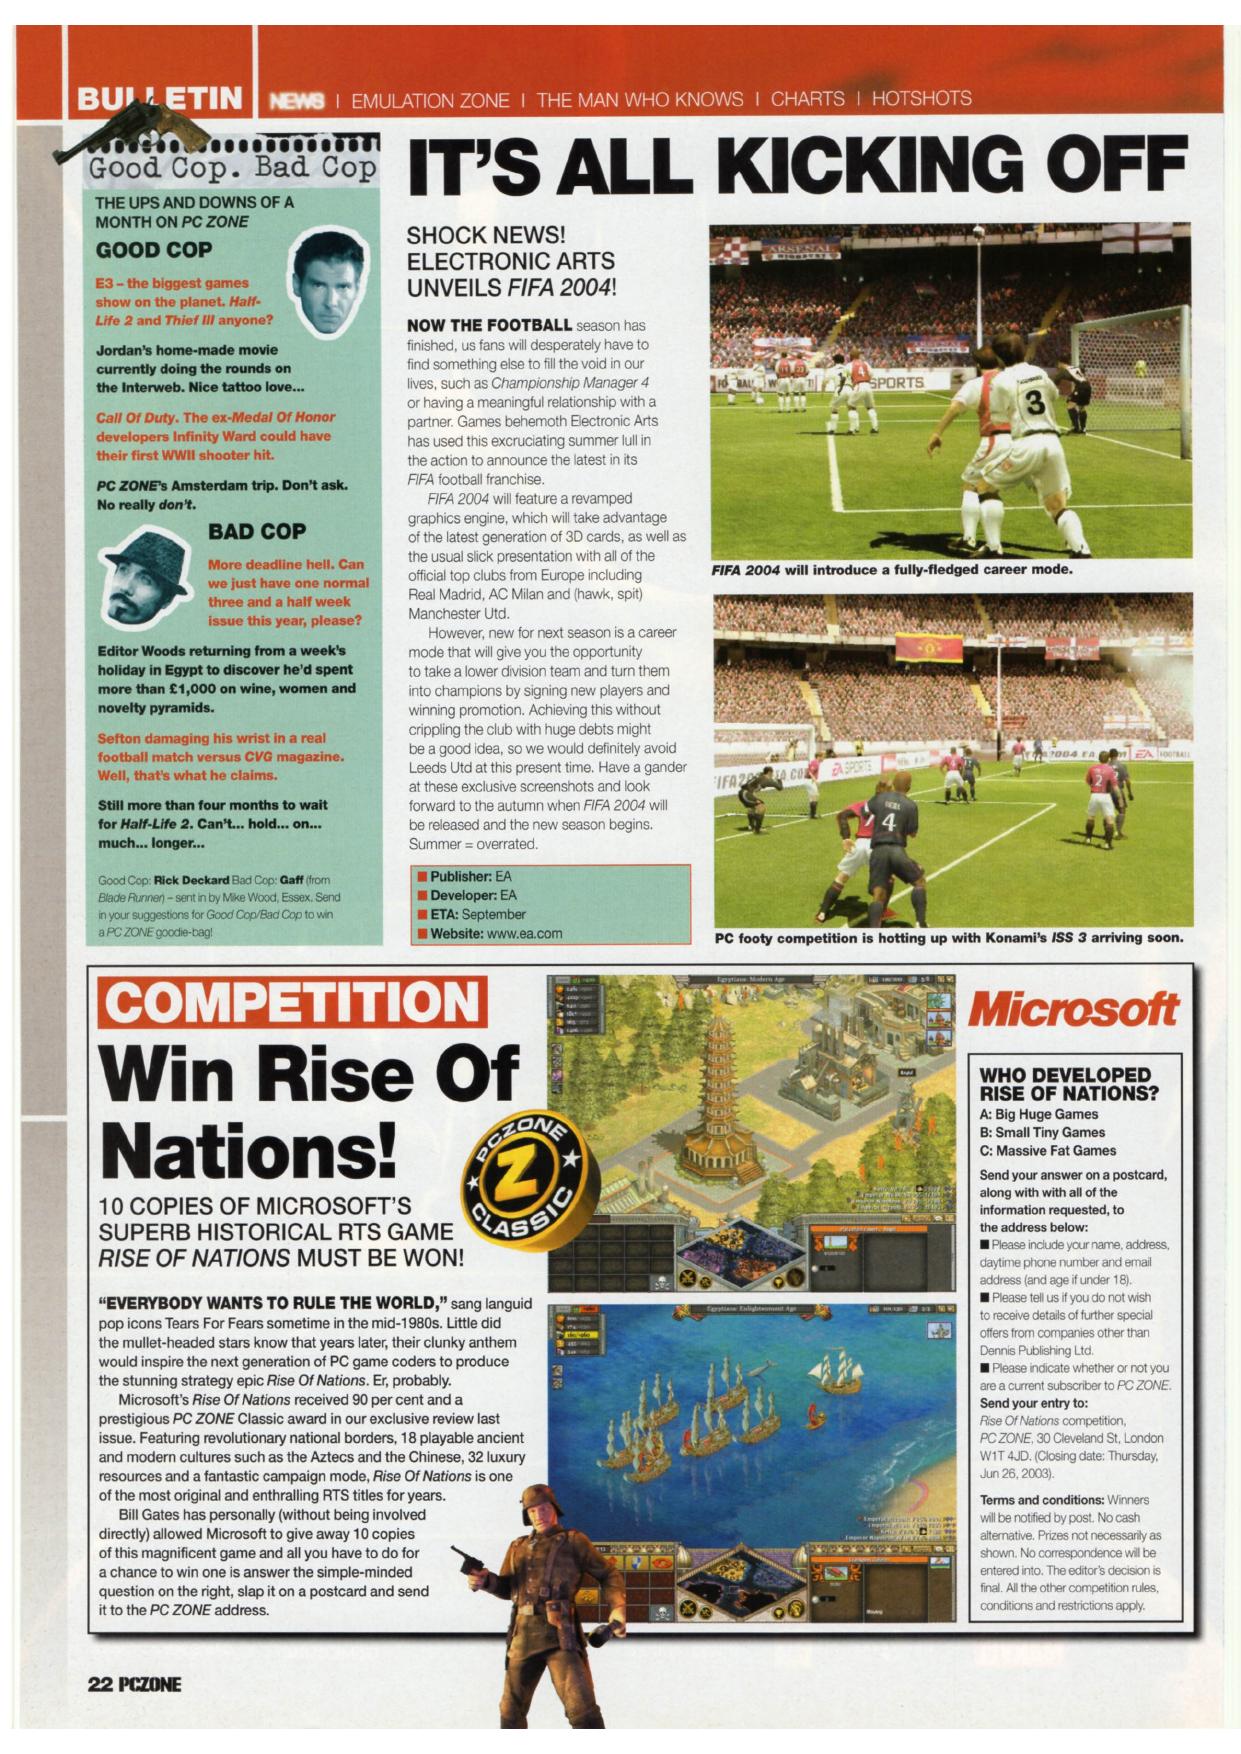 BULLETIN
NEWS | EMULATION ZONE | THE MAN WHO KNOWS | CHARTS | HOTSHOTS
Good Cop. Bad Cop
THE UPS AND DOWNS OF A
MONTH ON PC ZONE
GOOD COP
E3 – the biggest games
show on the planet. Half-
Life 2 and Thief III anyone?
Jordan's home-made movie
currently doing the rounds on
the Interweb. Nice tattoo love...
Call Of Duty. The ex-Medal Of Honor
developers Infinity Ward could have
their first WWII shooter hit.
PC ZONE's Amsterdam trip. Don't ask.
No really don't.
BAD COP
More deadline hell. Can
we just have one normal
three and a half week
issue this year, please?
Editor Woods returning from a week's
holiday in Egypt to discover he'd spent
more than £1,000 on wine, women and
novelty pyramids.
Sefton damaging his wrist in a real
football match versus CVG magazine.
Well, that's what he claims.
Still more than four months to wait
for Half-Life 2. Can't... hold... on...
much... longer...
Good Cop: Rick Deckard Bad Cop: Gaff (from
Blade Runner) – sent in by Mike Wood, Essex. Send
in your suggestions for Good Cop/Bad Cop to win
a PC ZONE goodie-bag!
IT'S ALL KICKING OFF
SHOCK NEWS!
ELECTRONIC ARTS
UNVEILS FIFA 2004!
NOW THE FOOTBALL season has
finished, us fans will desperately have to
find something else to fill the void in our
lives, such as Championship Manager 4
or having a meaningful relationship with a
partner. Games behemoth Electronic Arts
has used this excruciating summer lull in
the action to announce the latest in its
FIFA football franchise.
FIFA 2004 will feature a revamped
graphics engine, which will take advantage
of the latest generation of 3D cards, as well as
the usual slick presentation with all of the
official top clubs from Europe including
Real Madrid, AC Milan and (hawk, spit)
Manchester Utd.
However, new for next season is a career
mode that will give you the opportunity
to take a lower division team and turn them
into champions by signing new players and
winning promotion. Achieving this without
crippling the club with huge debts might
be a good idea, so we would definitely avoid
Leeds Utd at this present time. Have a gander
at these exclusive screenshots and look
forward to the autumn when FIFA 2004 will
be released and the new season begins.
Summer = overrated.
Publisher: EA
Developer: EA
ETA: September
Website: www.ea.com
ARSENAL
SPORTS.
3
4
FIFA 2004 will introduce a fully-fledged career mode.
EA SPORTS
FOOTBALL
4
2
PC footy competition is hotting up with Konami's ISS 3 arriving soon.
COMPETITION
Win Rise Of
Nations!
PCZONE
Z
CLASSIC
10 COPIES OF MICROSOFT'S
SUPERB HISTORICAL RTS GAME
RISE OF NATIONS MUST BE WON!
"EVERYBODY WANTS TO RULE THE WORLD," sang languid
pop icons Tears For Fears sometime in the mid-1980s. Little did
the mullet-headed stars know that years later, their clunky anthem
would inspire the next generation of PC game coders to produce
the stunning strategy epic Rise Of Nations. Er, probably.
Microsoft's Rise Of Nations received 90 per cent and a
prestigious PC ZONE Classic award in our exclusive review last
issue. Featuring revolutionary national borders, 18 playable ancient
and modern cultures such as the Aztecs and the Chinese, 32 luxury
resources and a fantastic campaign mode, Rise Of Nations is one
of the most original and enthralling RTS titles for years.
Bill Gates has personally (without being involved
directly) allowed Microsoft to give away 10 copies
of this magnificent game and all you have to do for
a chance to win one is answer the simple-minded
question on the right, slap it on a postcard and send
it to the PC ZONE address.
Egyptians: Modern Age
Egyptians: Enlightenment Age
Microsoft
WHO DEVELOPED
RISE OF NATIONS?
A: Big Huge Games
B: Small Tiny Games
C: Massive Fat Games
Send your answer on a postcard,
along with with all of the
information requested, to
the address below:
■ Please include your name, address,
daytime phone number and email
address (and age if under 18).
■ Please tell us if you do not wish
to receive details of further special
offers from companies other than
Dennis Publishing Ltd.
■ Please indicate whether or not you
are a current subscriber to PC ZONE.
Send your entry to:
Rise Of Nations competition,
PC ZONE, 30 Cleveland St, London
W1T 4JD. (Closing date: Thursday,
Jun 26, 2003).
Terms and conditions: Winners
will be notified by post. No cash
alternative. Prizes not necessarily as
shown. No correspondence will be
entered into. The editor's decision is
final. All the other competition rules,
conditions and restrictions apply.
22 PCZONE